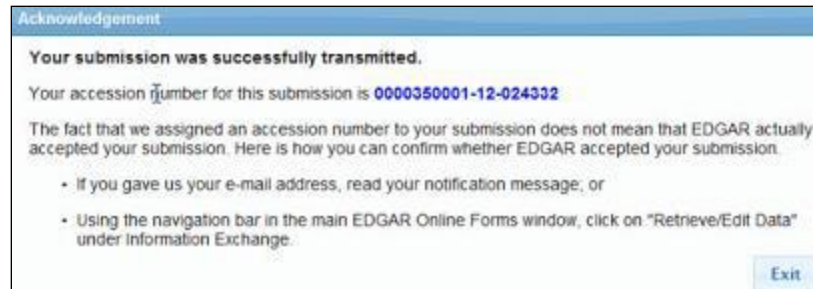 Acknowledgement
Your submission was successfully transmitted.
Your accession number for this submission is 0000350001-12-024332
The fact that we assigned an accession number to your submission does not mean that EDGAR actually
accepted your submission. Here is how you can confirm whether EDGAR accepted your submission.
• If you gave us your e-mail address, read your notification message; or
• Using the navigation bar in the main EDGAR Online Forms window, click on "Retrieve/Edit Data"
under Information Exchange.
Exit